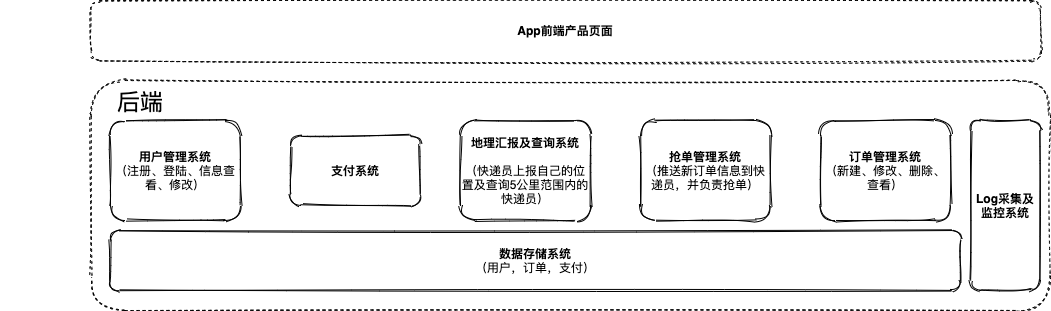 App前端产品页面
后端
用户管理系统
（注册、登陆、信息查
看、修改）
支付系统
地理汇报及查询系统
（快递员上报自己的位
置及查询5公里范围内的
快递员）
抢单管理系统
（推送新订单信息到快
递员，并负责抢单）
订单管理系统
（新建、修改、删除、
查看）
Log采集及
监控系统
数据存储系统
（用户，订单，支付）